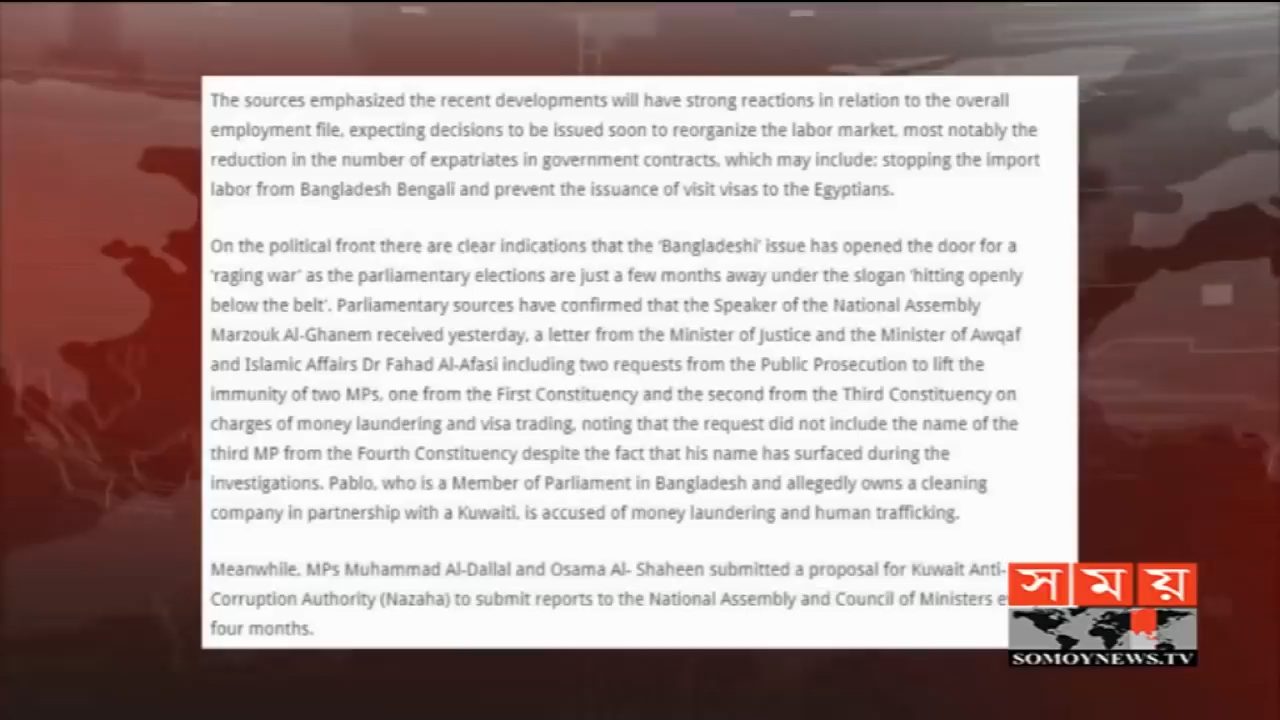 The sources emphasized the recent developments will have strong reactions in relation to the overall
employment file, expecting decisions to be issued soon to reorganize the labor market, most notably the
reduction in the number of expatriates in government contracts, which may include: stopping the import
labor from Bangladesh Bengali and prevent the issuance of visit visas to the Egyptians.
On the political front there are clear indications that the ‘Bangladeshi’ issue has opened the door for a
‘raging war’ as the parliamentary elections are just a few months away under the slogan ‘hitting openly
below the belt’. Parliamentary sources have confirmed that the Speaker of the National Assembly
Marzouk Al-Ghanem received yesterday, a letter from the Minister of Justice and the Minister of Awqaf
and Islamic Affairs Dr Fahad Al-Afasi including two requests from the Public Prosecution to lift the
immunity of two MPs, one from the First Constituency and the second from the Third Constituency on
charges of money laundering and visa trading, noting that the request did not include the name of the
third MP from the Fourth Constituency despite the fact that his name has surfaced during the
investigations. Pablo, who is a Member of Parliament in Bangladesh and allegedly owns a cleaning
company in partnership with a Kuwaiti, is accused of money laundering and human trafficking.
Meanwhile, MPs Muhammad Al-Dallal and Osama Al- Shaheen submitted a proposal for Kuwait Anti-
Corruption Authority (Nazaha) to submit reports to the National Assembly and Council of Ministers
four months.
সময়
SOMOYNEWS.TV